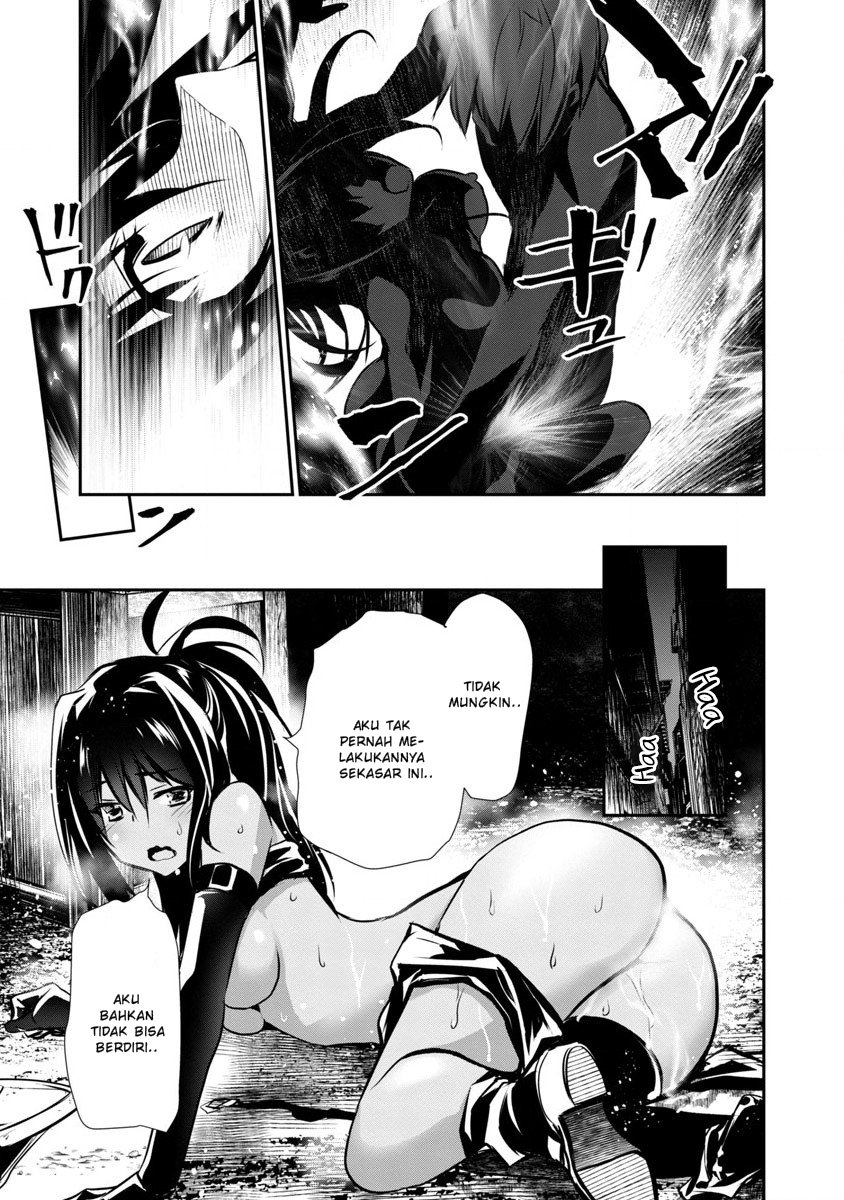 ギュ
ドクン
Haa
Haa
TIDAK
MUNGKIN..
AKU TAK
PERNAH ME-
LAKUKANNYA
SEKASAR INI..
AKU
BAHKAN
TIDAK BISA
BERDIRI..